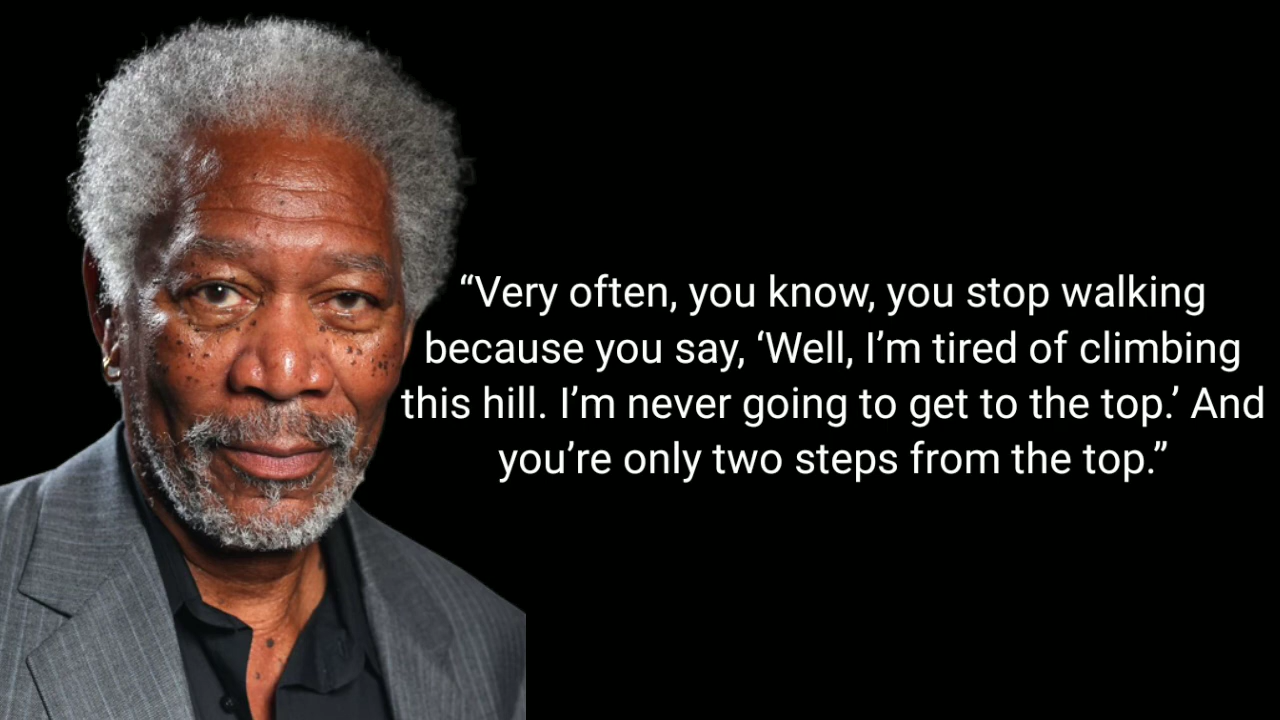 “Very often, you know, you stop walking
because you say, ‘Well, I’m tired of climbing
this hill. I’m never going to get to the top.’ And
you’re only two steps from the top.”